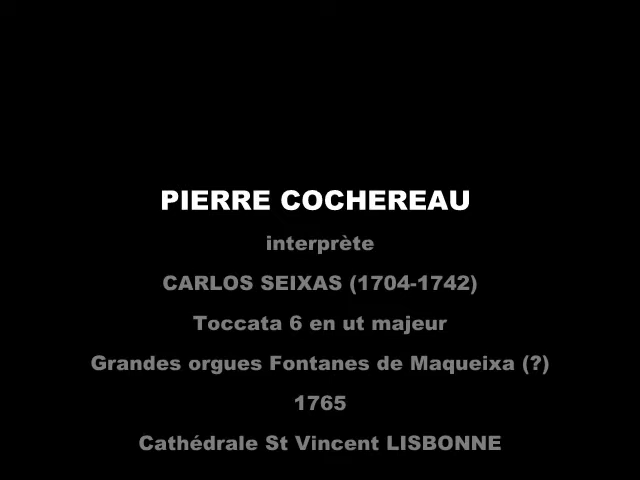 PIERRE COCHEREAU
interprète
CARLOS SEIXAS (1704-1742)
Toccata 6 en ut majeur
Grandes orgues Fontanes de Maqueixa (?)
1765
Cathédrale St Vincent LISBONNE